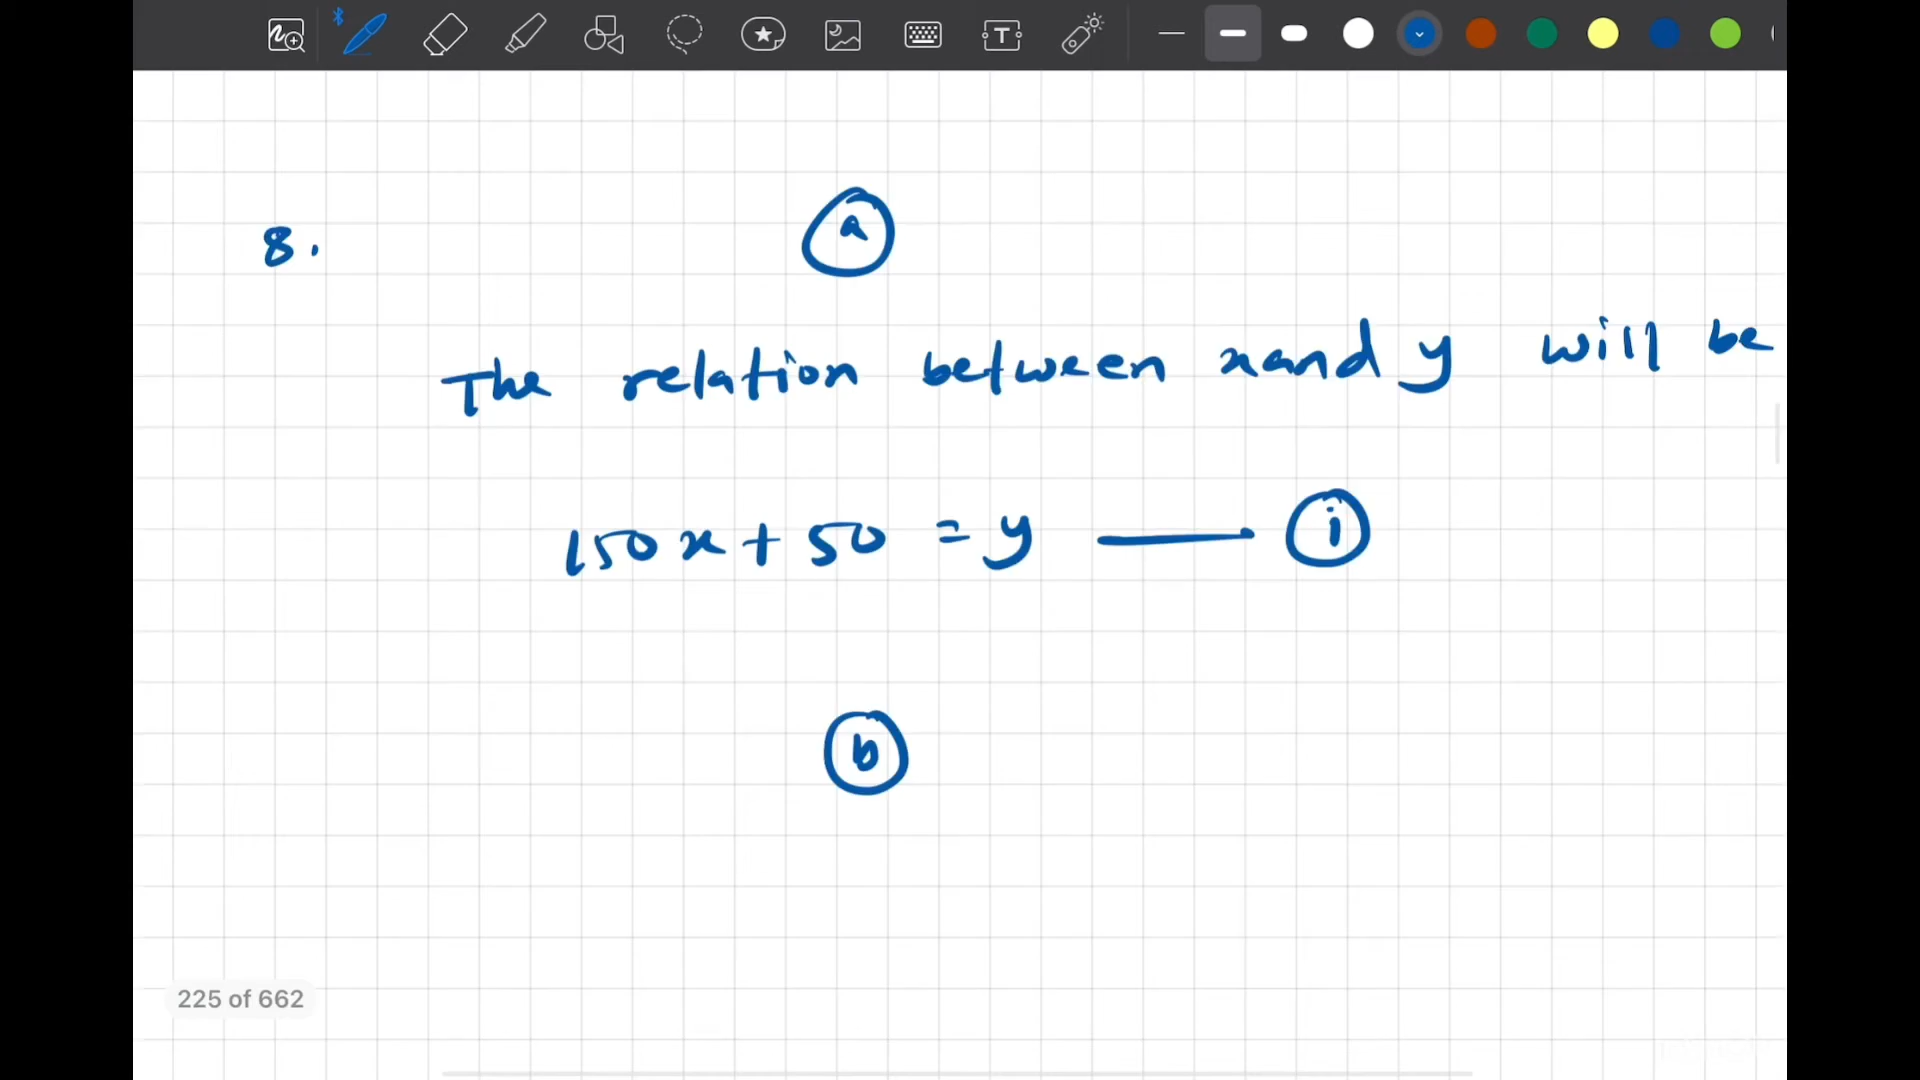 8.
a
The relation between x and y will be
150x + 50 = y —— i
b
225 of 662